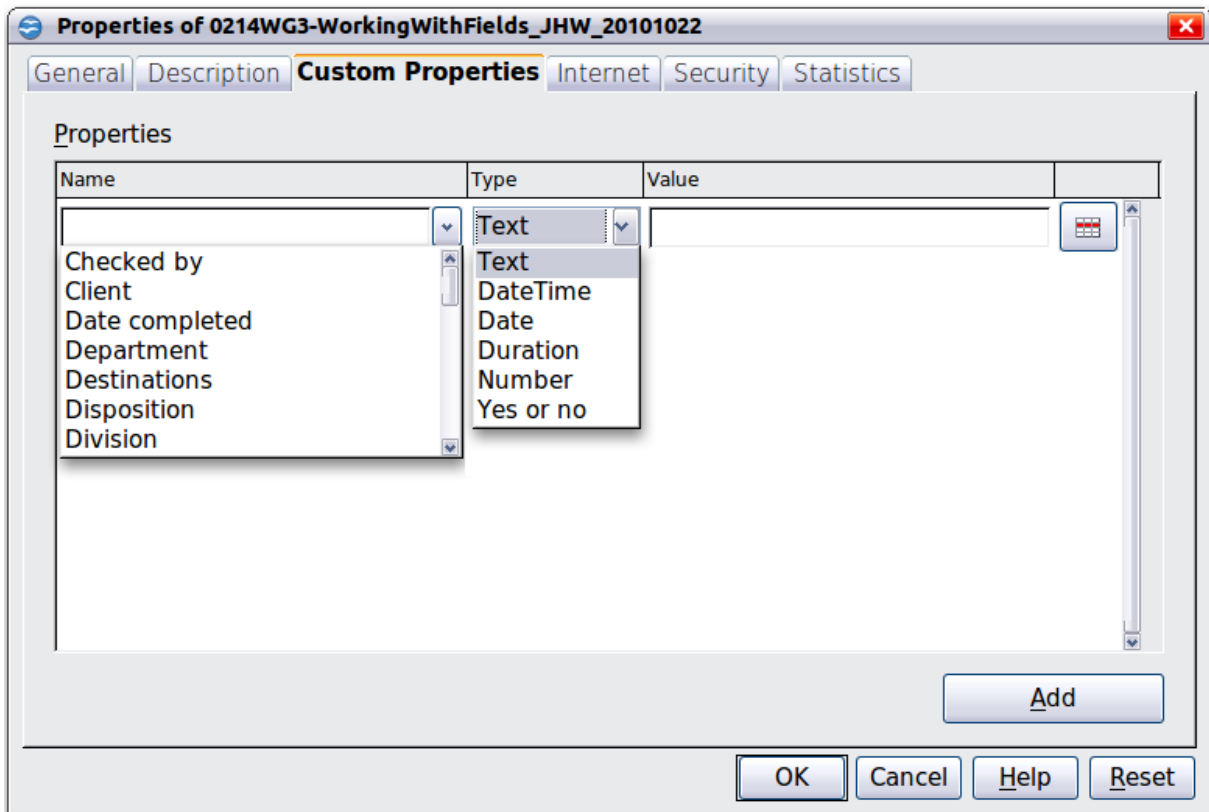 Properties of 0214WG3-WorkingWithFields_JHW_20101022
General Description Custom Properties Internet Security Statistics
Properties
Name Type Value
Text
Checked by
Client
Date completed
Department
Destinations
Disposition
Division
Text
DateTime
Date
Duration
Number
Yes or no
Add
OK Cancel Help Reset